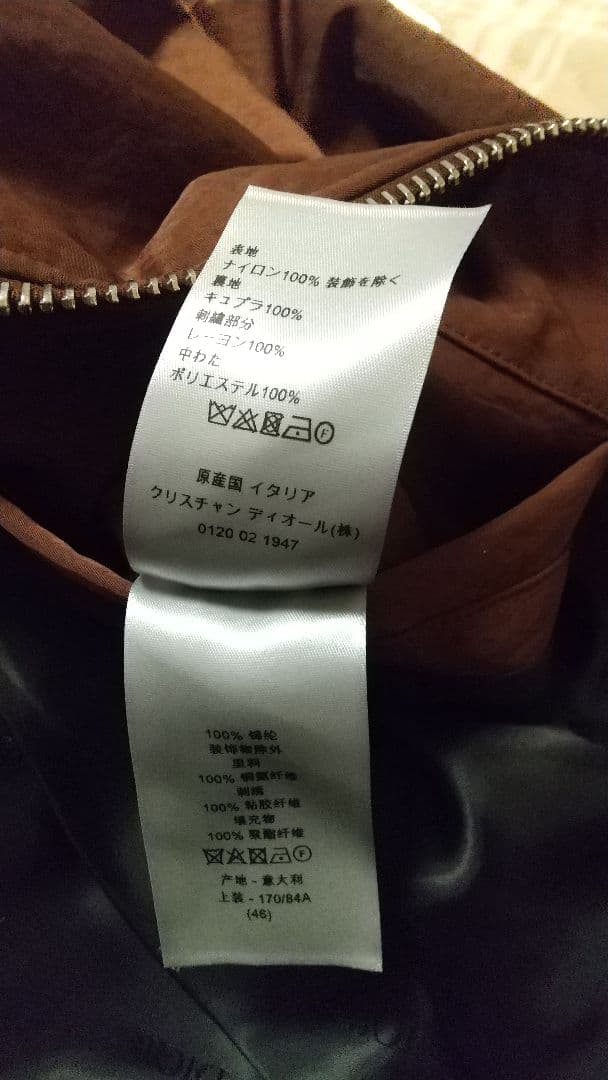 表地
ナイロン100% 装飾を除く
裏地
キュプラ100%
刺繍部分
レーヨン100%
中わた
ポリエステル100%
F
原産国 イタリア
クリスチャン ディオール(株)
0120 02 1947
100% 锦纶
装饰物除外
里料
100% 铜氨纤维
刺绣
100% 粘胶纤维
填充物
100% 聚酯纤维
F
产地 - 意大利
上装 - 170/84A
(46)